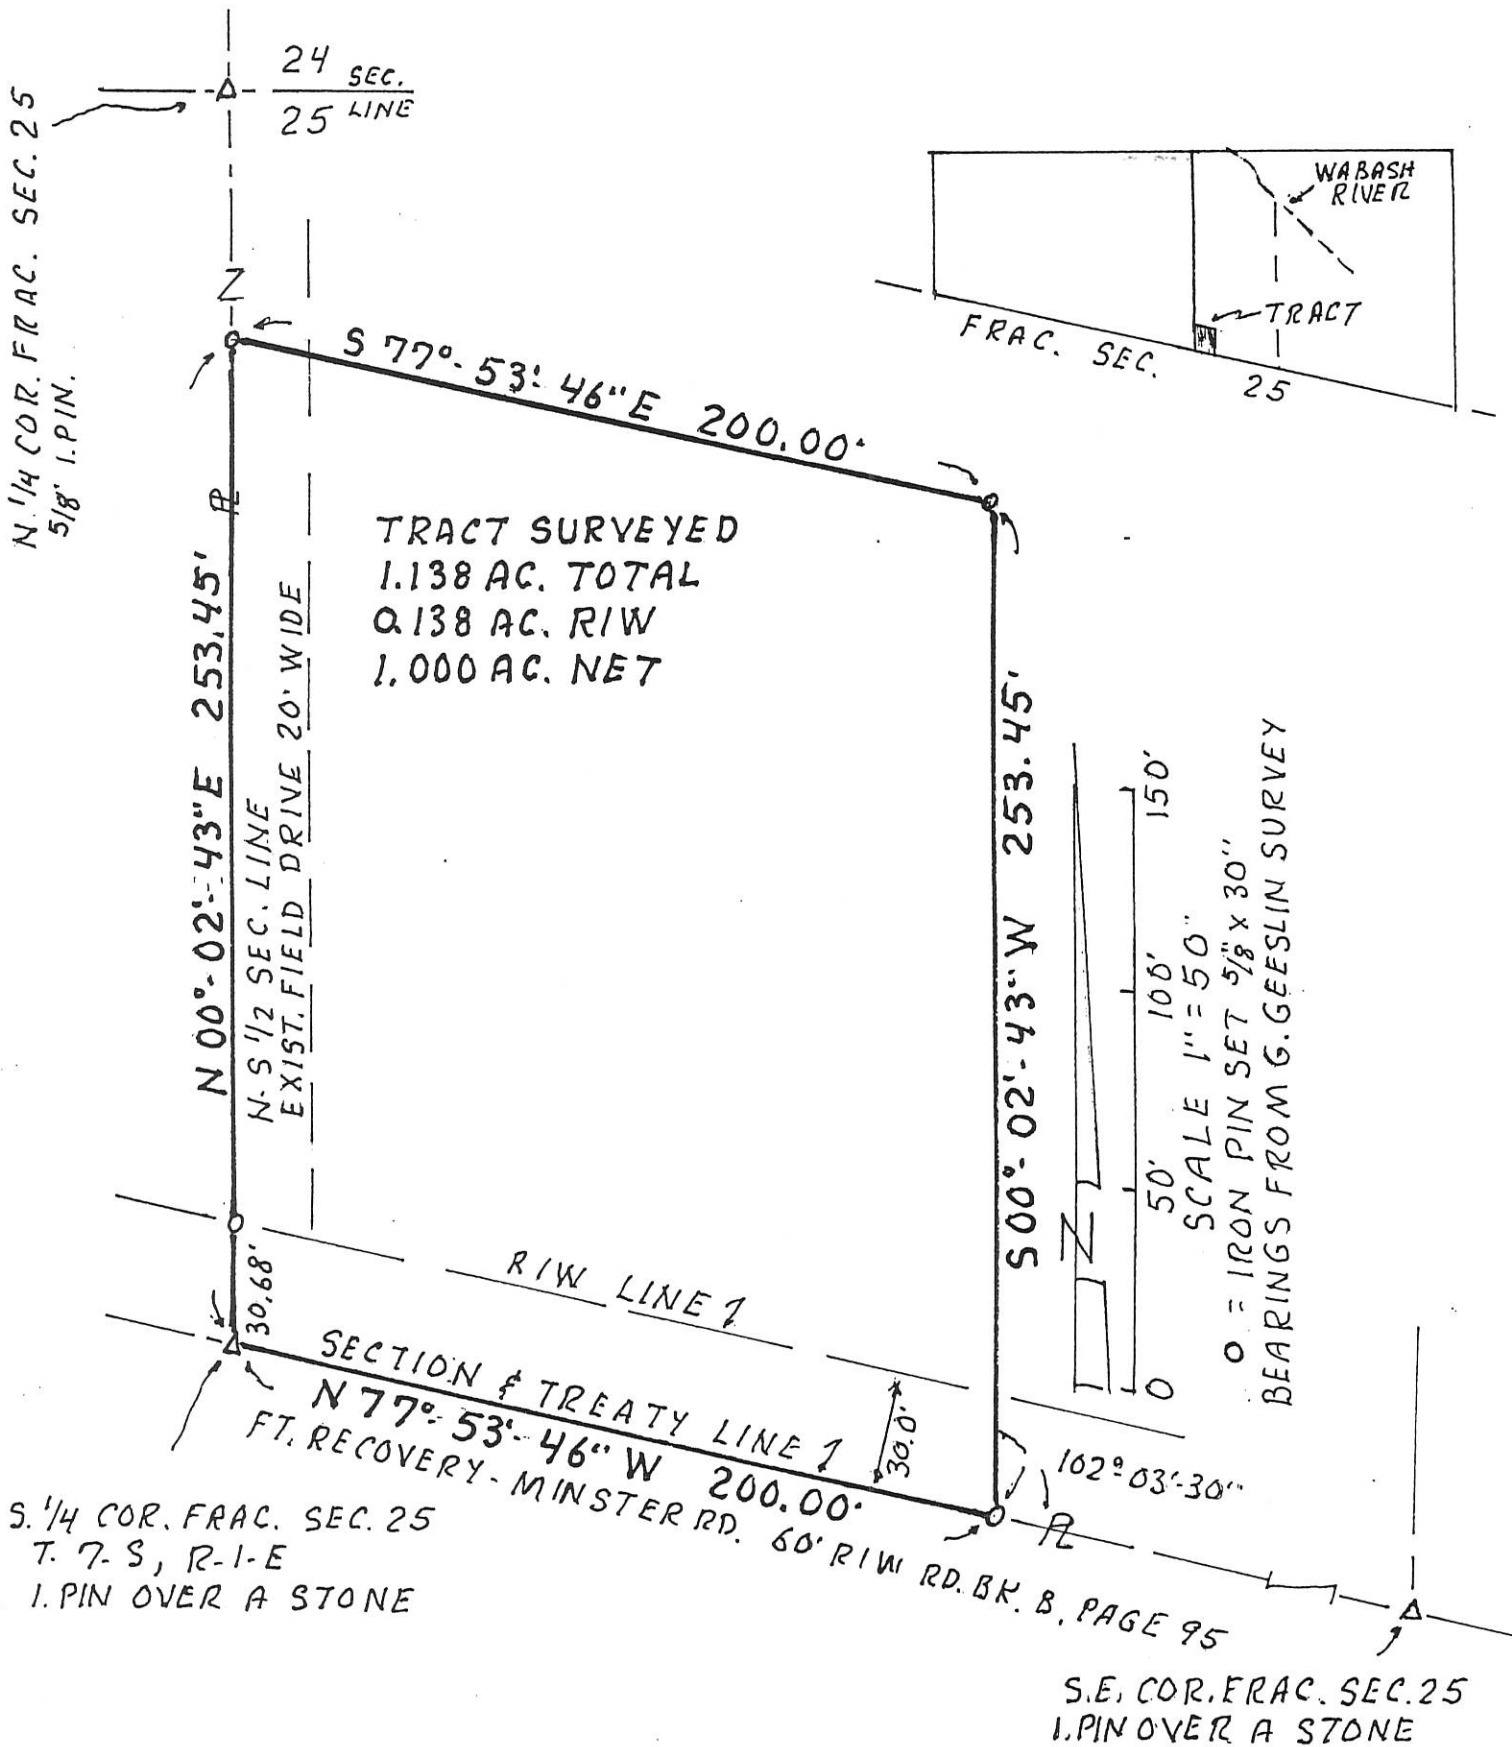 24 SEC.
25 LINE
N. 1/4 COR. FRAC. SEC. 25
5/8" I. PIN.
WABASH
RIVER
TRACT
FRAC. SEC.
25
S 77°-53'-46" E 200.00'
TRACT SURVEYED
1.138 AC. TOTAL
0.138 AC. R/W
1.000 AC. NET
N 00°-02'-43" E 253.45'
N-S 1/2 SEC. LINE
EXIST. FIELD DRIVE 20' WIDE
S 00°-02'-43" W 253.45'
0 50' 100' 150'
SCALE 1" = 50'
O = IRON PIN SET 5/8" x 30"
BEARINGS FROM G. GEESLIN SURVEY
R/W LINE
30.68'
SECTION & TREATY LINE
N 77°-53'-46" W 200.00'
30.0'
FT. RECOVERY - MINSTER RD. 60' R/W RD. BK. B, PAGE 95
102°-03'-30"
PL
S. 1/4 COR. FRAC. SEC. 25
T. 7-S, R-1-E
I. PIN OVER A STONE
S.E. COR. FRAC. SEC. 25
I. PIN OVER A STONE